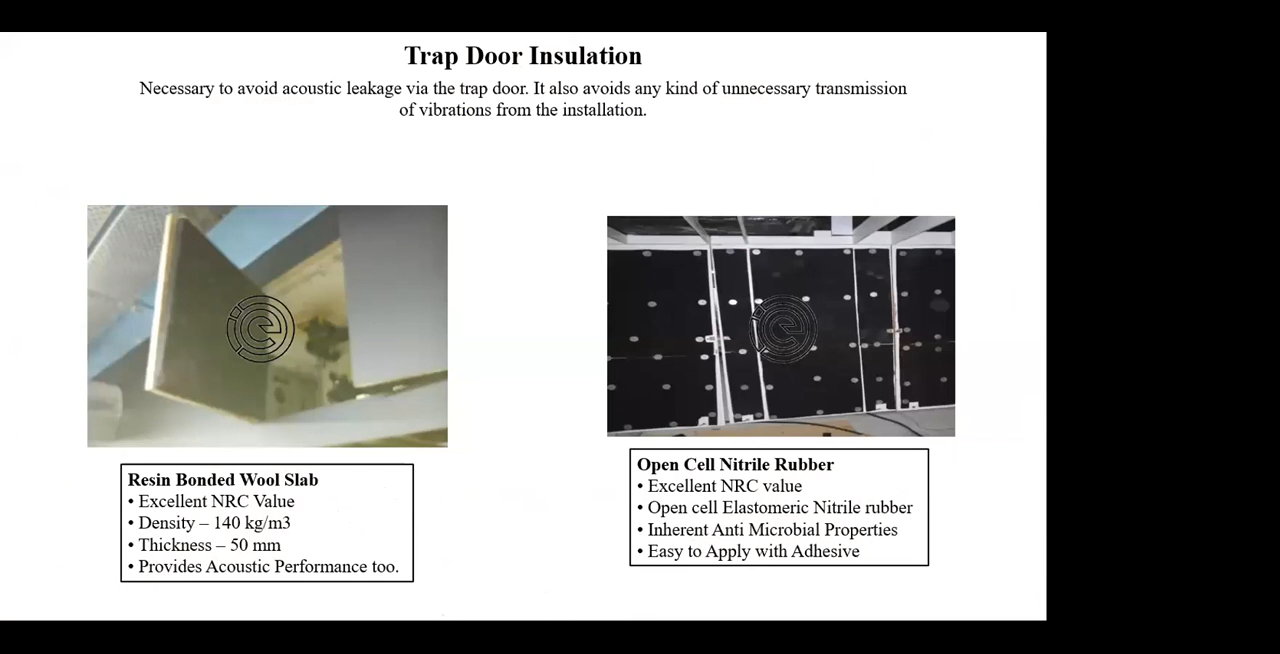 Trap Door Insulation
Necessary to avoid acoustic leakage via the trap door. It also avoids any kind of unnecessary transmission
of vibrations from the installation.
Resin Bonded Wool Slab
• Excellent NRC Value
• Density – 140 kg/m3
• Thickness – 50 mm
• Provides Acoustic Performance too.
Open Cell Nitrile Rubber
• Excellent NRC value
• Open cell Elastomeric Nitrile rubber
• Inherent Anti Microbial Properties
• Easy to Apply with Adhesive